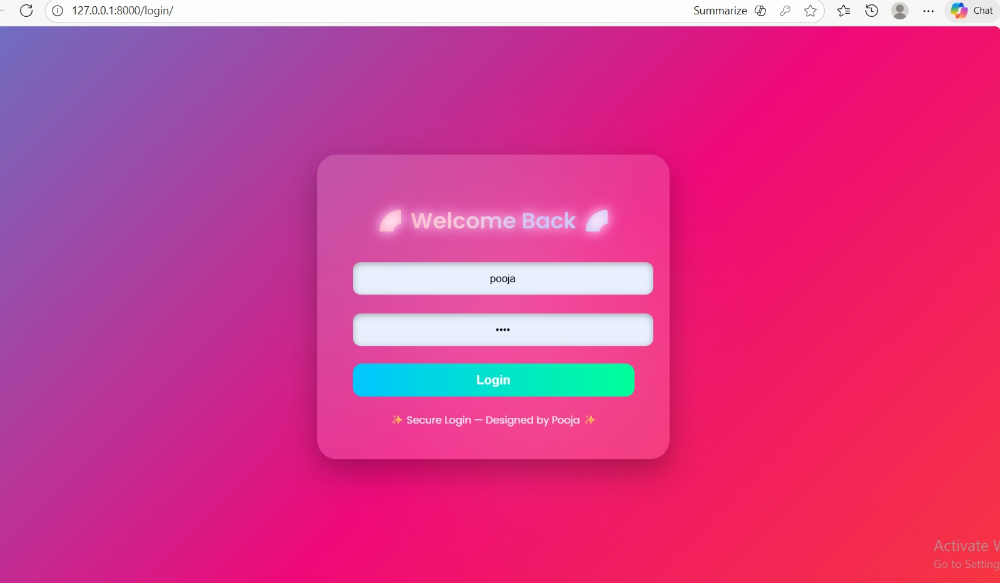 127.0.0.1:8000/login/
Summarize
Chat
🌈 Welcome Back 🌈
pooja
••••
Login
✨ Secure Login — Designed by Pooja ✨
Activate W
Go to Setting